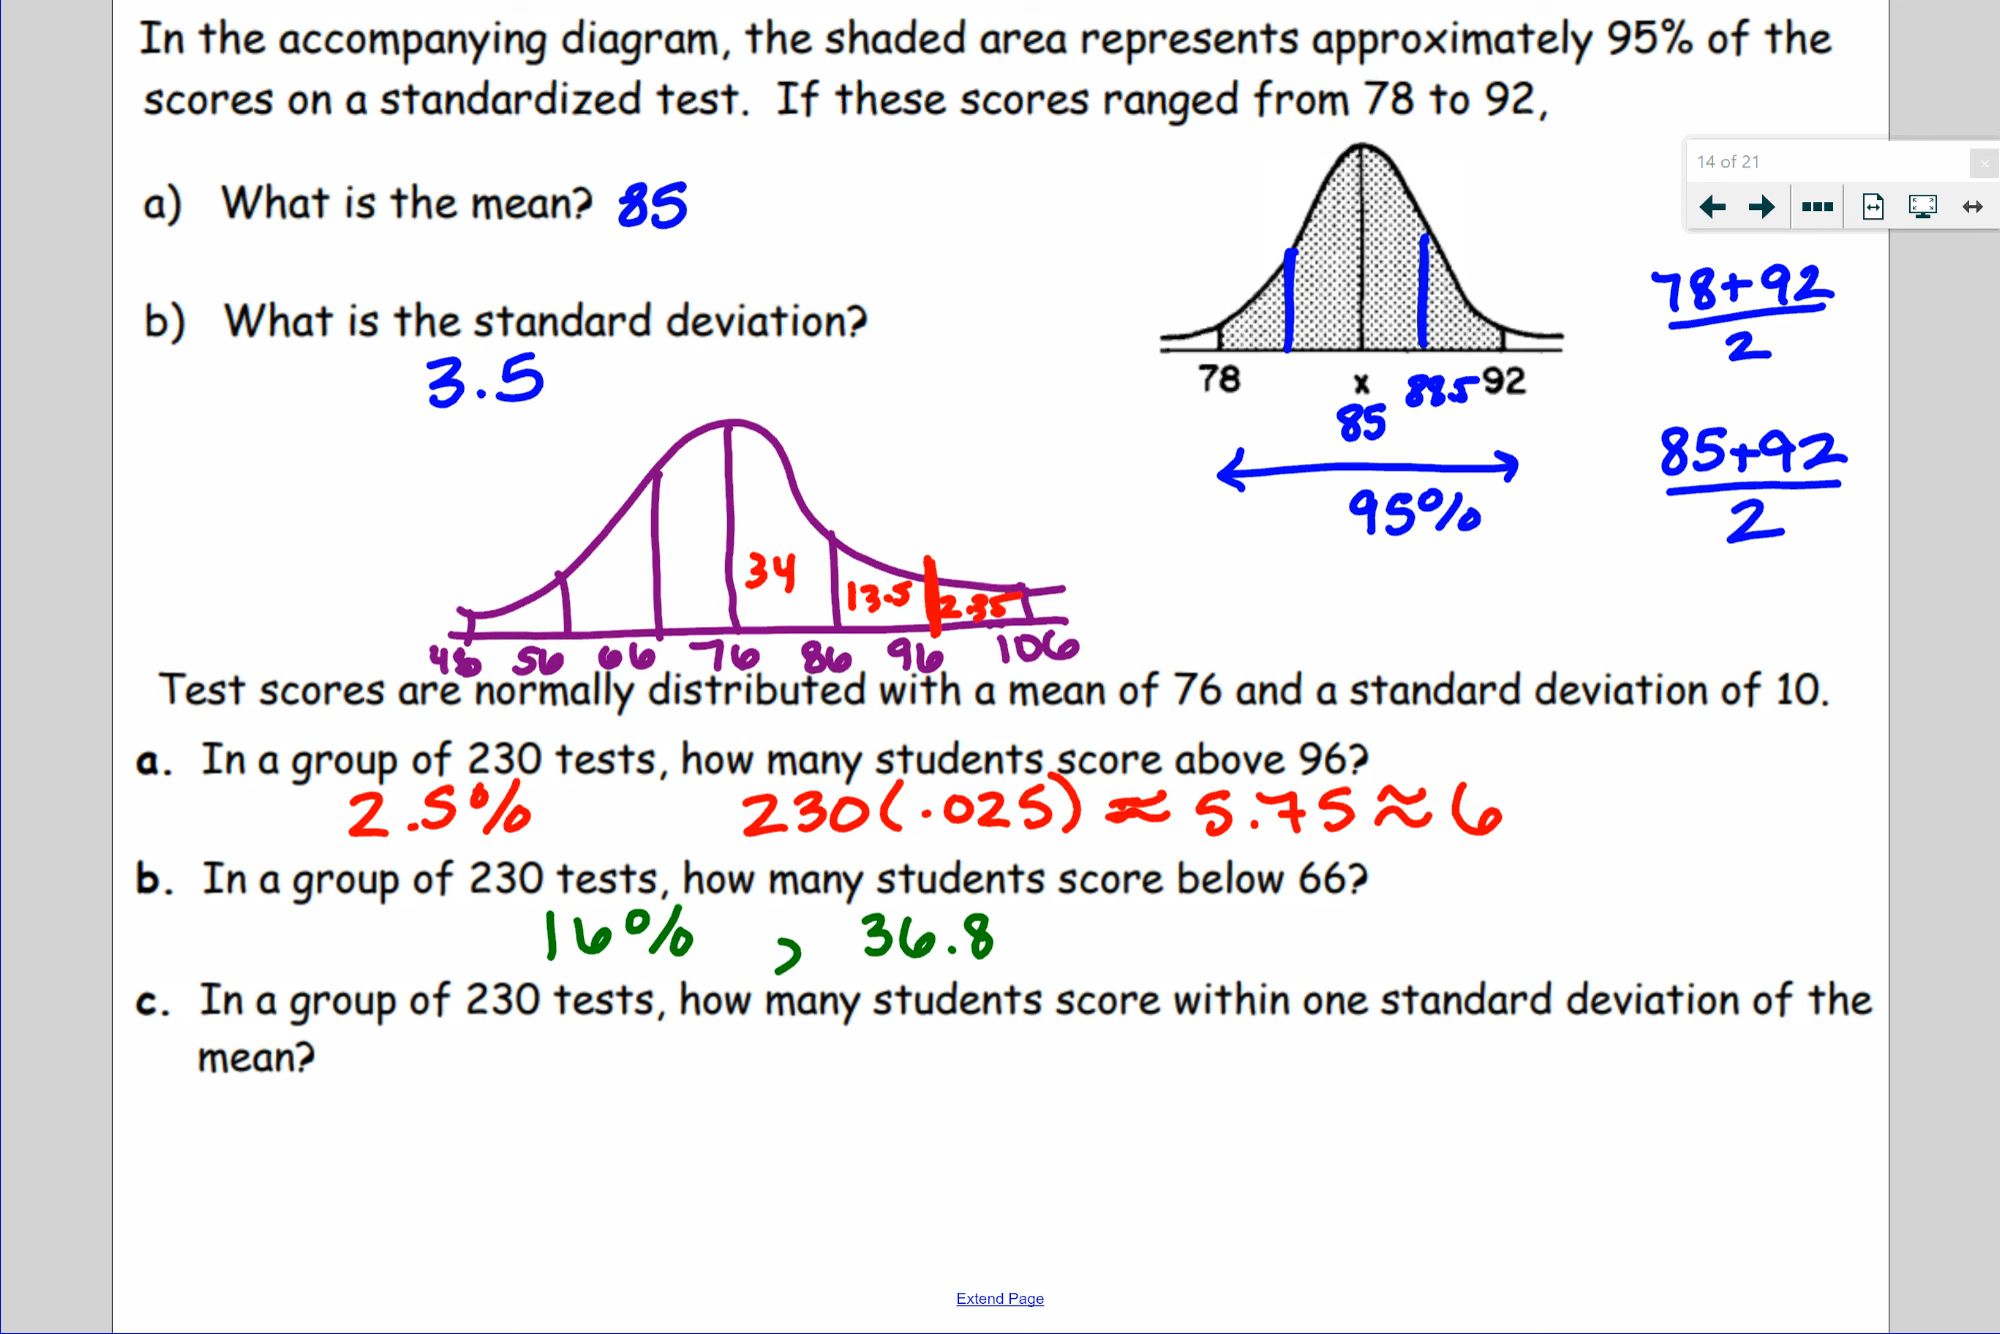 In the accompanying diagram, the shaded area represents approximately 95% of the
scores on a standardized test. If these scores ranged from 78 to 92,
14 of 21
a) What is the mean? 85
78+92
2
b) What is the standard deviation?
3.5
78 x 88.5 92
85
95%
85+92
2
34
13.5
2.35
46 56 66 76 86 96 106
Test scores are normally distributed with a mean of 76 and a standard deviation of 10.
a. In a group of 230 tests, how many students score above 96?
2.5% 230(.025) ≈ 5.75 ≈ 6
b. In a group of 230 tests, how many students score below 66?
16% , 36.8
c. In a group of 230 tests, how many students score within one standard deviation of the
mean?
Extend Page